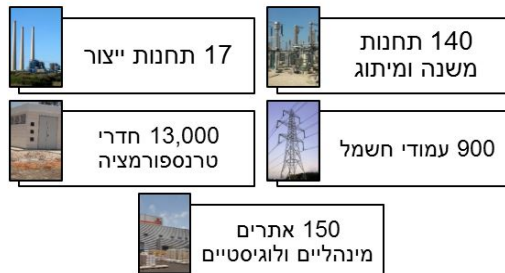 140 תחנות
משנה ומיתוג
17 תחנות ייצור
900 עמודי חשמל
13,000 חדרי
טרנספורמציה
150 אתרים
מינהליים ולוגיסטיים